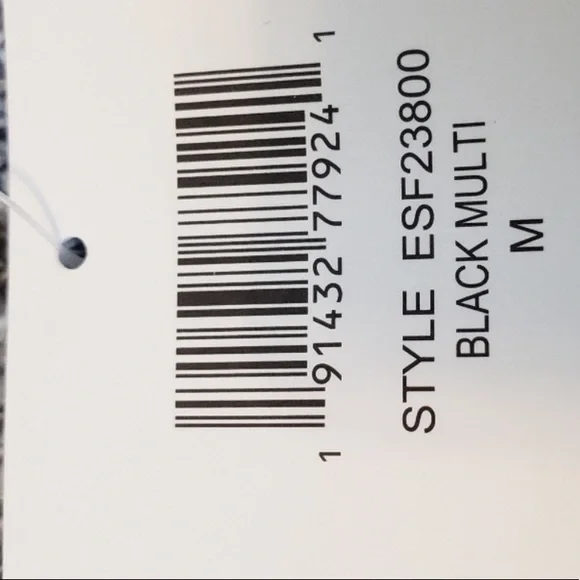 1 91432 77924 1
STYLE ESF23800
BLACK MULTI
M